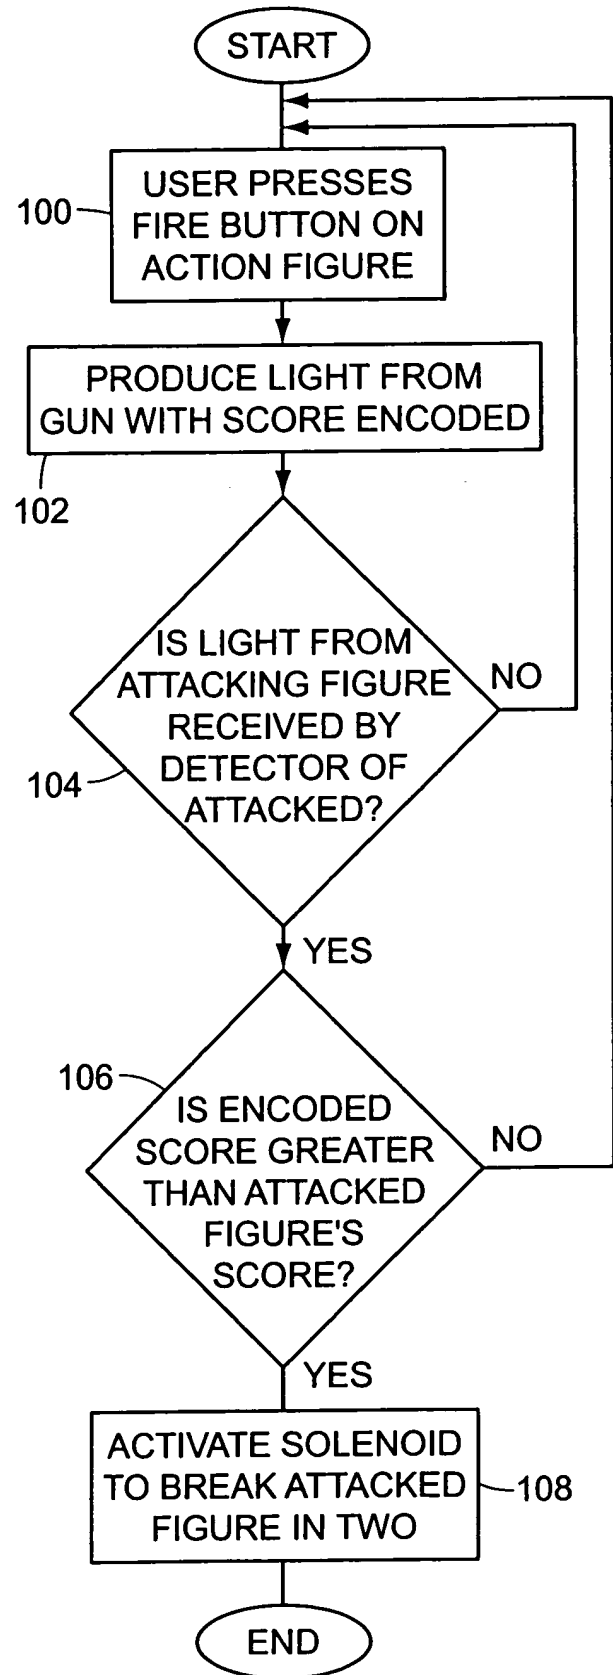 START
100
USER PRESSES
FIRE BUTTON ON
ACTION FIGURE
PRODUCE LIGHT FROM
GUN WITH SCORE ENCODED
102
IS LIGHT FROM
ATTACKING FIGURE
RECEIVED BY
DETECTOR OF
ATTACKED?
NO
104
YES
106
IS ENCODED
SCORE GREATER
THAN ATTACKED
FIGURE'S
SCORE?
NO
YES
ACTIVATE SOLENOID
TO BREAK ATTACKED
FIGURE IN TWO
108
END